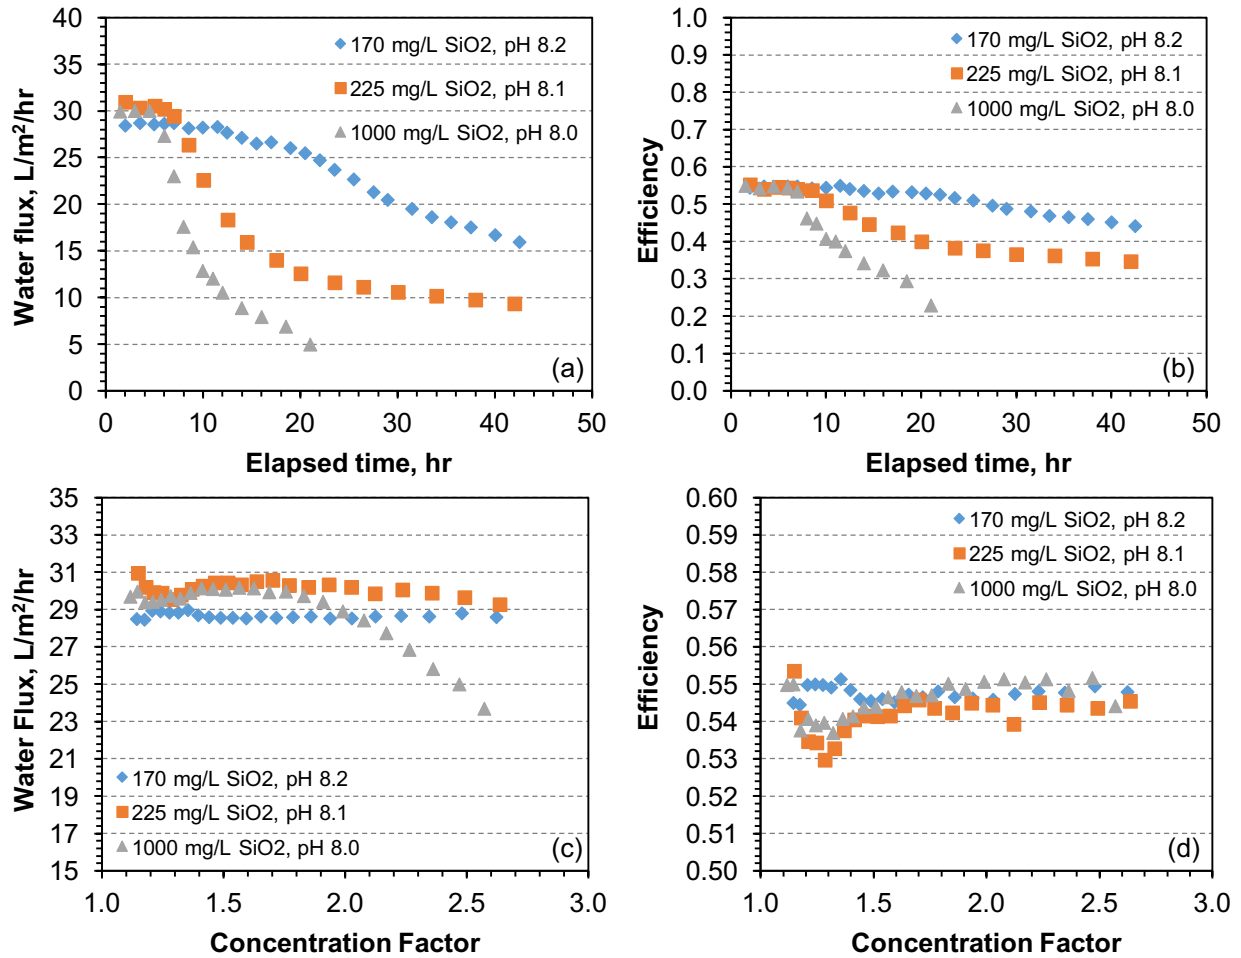 Water flux, L/m²/hr
40
35
30
25
20
15
10
5
0
170 mg/L SiO2, pH 8.2
225 mg/L SiO2, pH 8.1
1000 mg/L SiO2, pH 8.0
(a)
0 10 20 30 40 50
Elapsed time, hr
Efficiency
1.0
0.9
0.8
0.7
0.6
0.5
0.4
0.3
0.2
0.1
0.0
170 mg/L SiO2, pH 8.2
225 mg/L SiO2, pH 8.1
1000 mg/L SiO2, pH 8.0
(b)
0 10 20 30 40 50
Elapsed time, hr
Water Flux, L/m²/hr
35
33
31
29
27
25
23
21
19
17
15
170 mg/L SiO2, pH 8.2
225 mg/L SiO2, pH 8.1
1000 mg/L SiO2, pH 8.0
(c)
1.0 1.5 2.0 2.5 3.0
Concentration Factor
Efficiency
0.60
0.59
0.58
0.57
0.56
0.55
0.54
0.53
0.52
0.51
0.50
170 mg/L SiO2, pH 8.2
225 mg/L SiO2, pH 8.1
1000 mg/L SiO2, pH 8.0
(d)
1.0 1.5 2.0 2.5 3.0
Concentration Factor